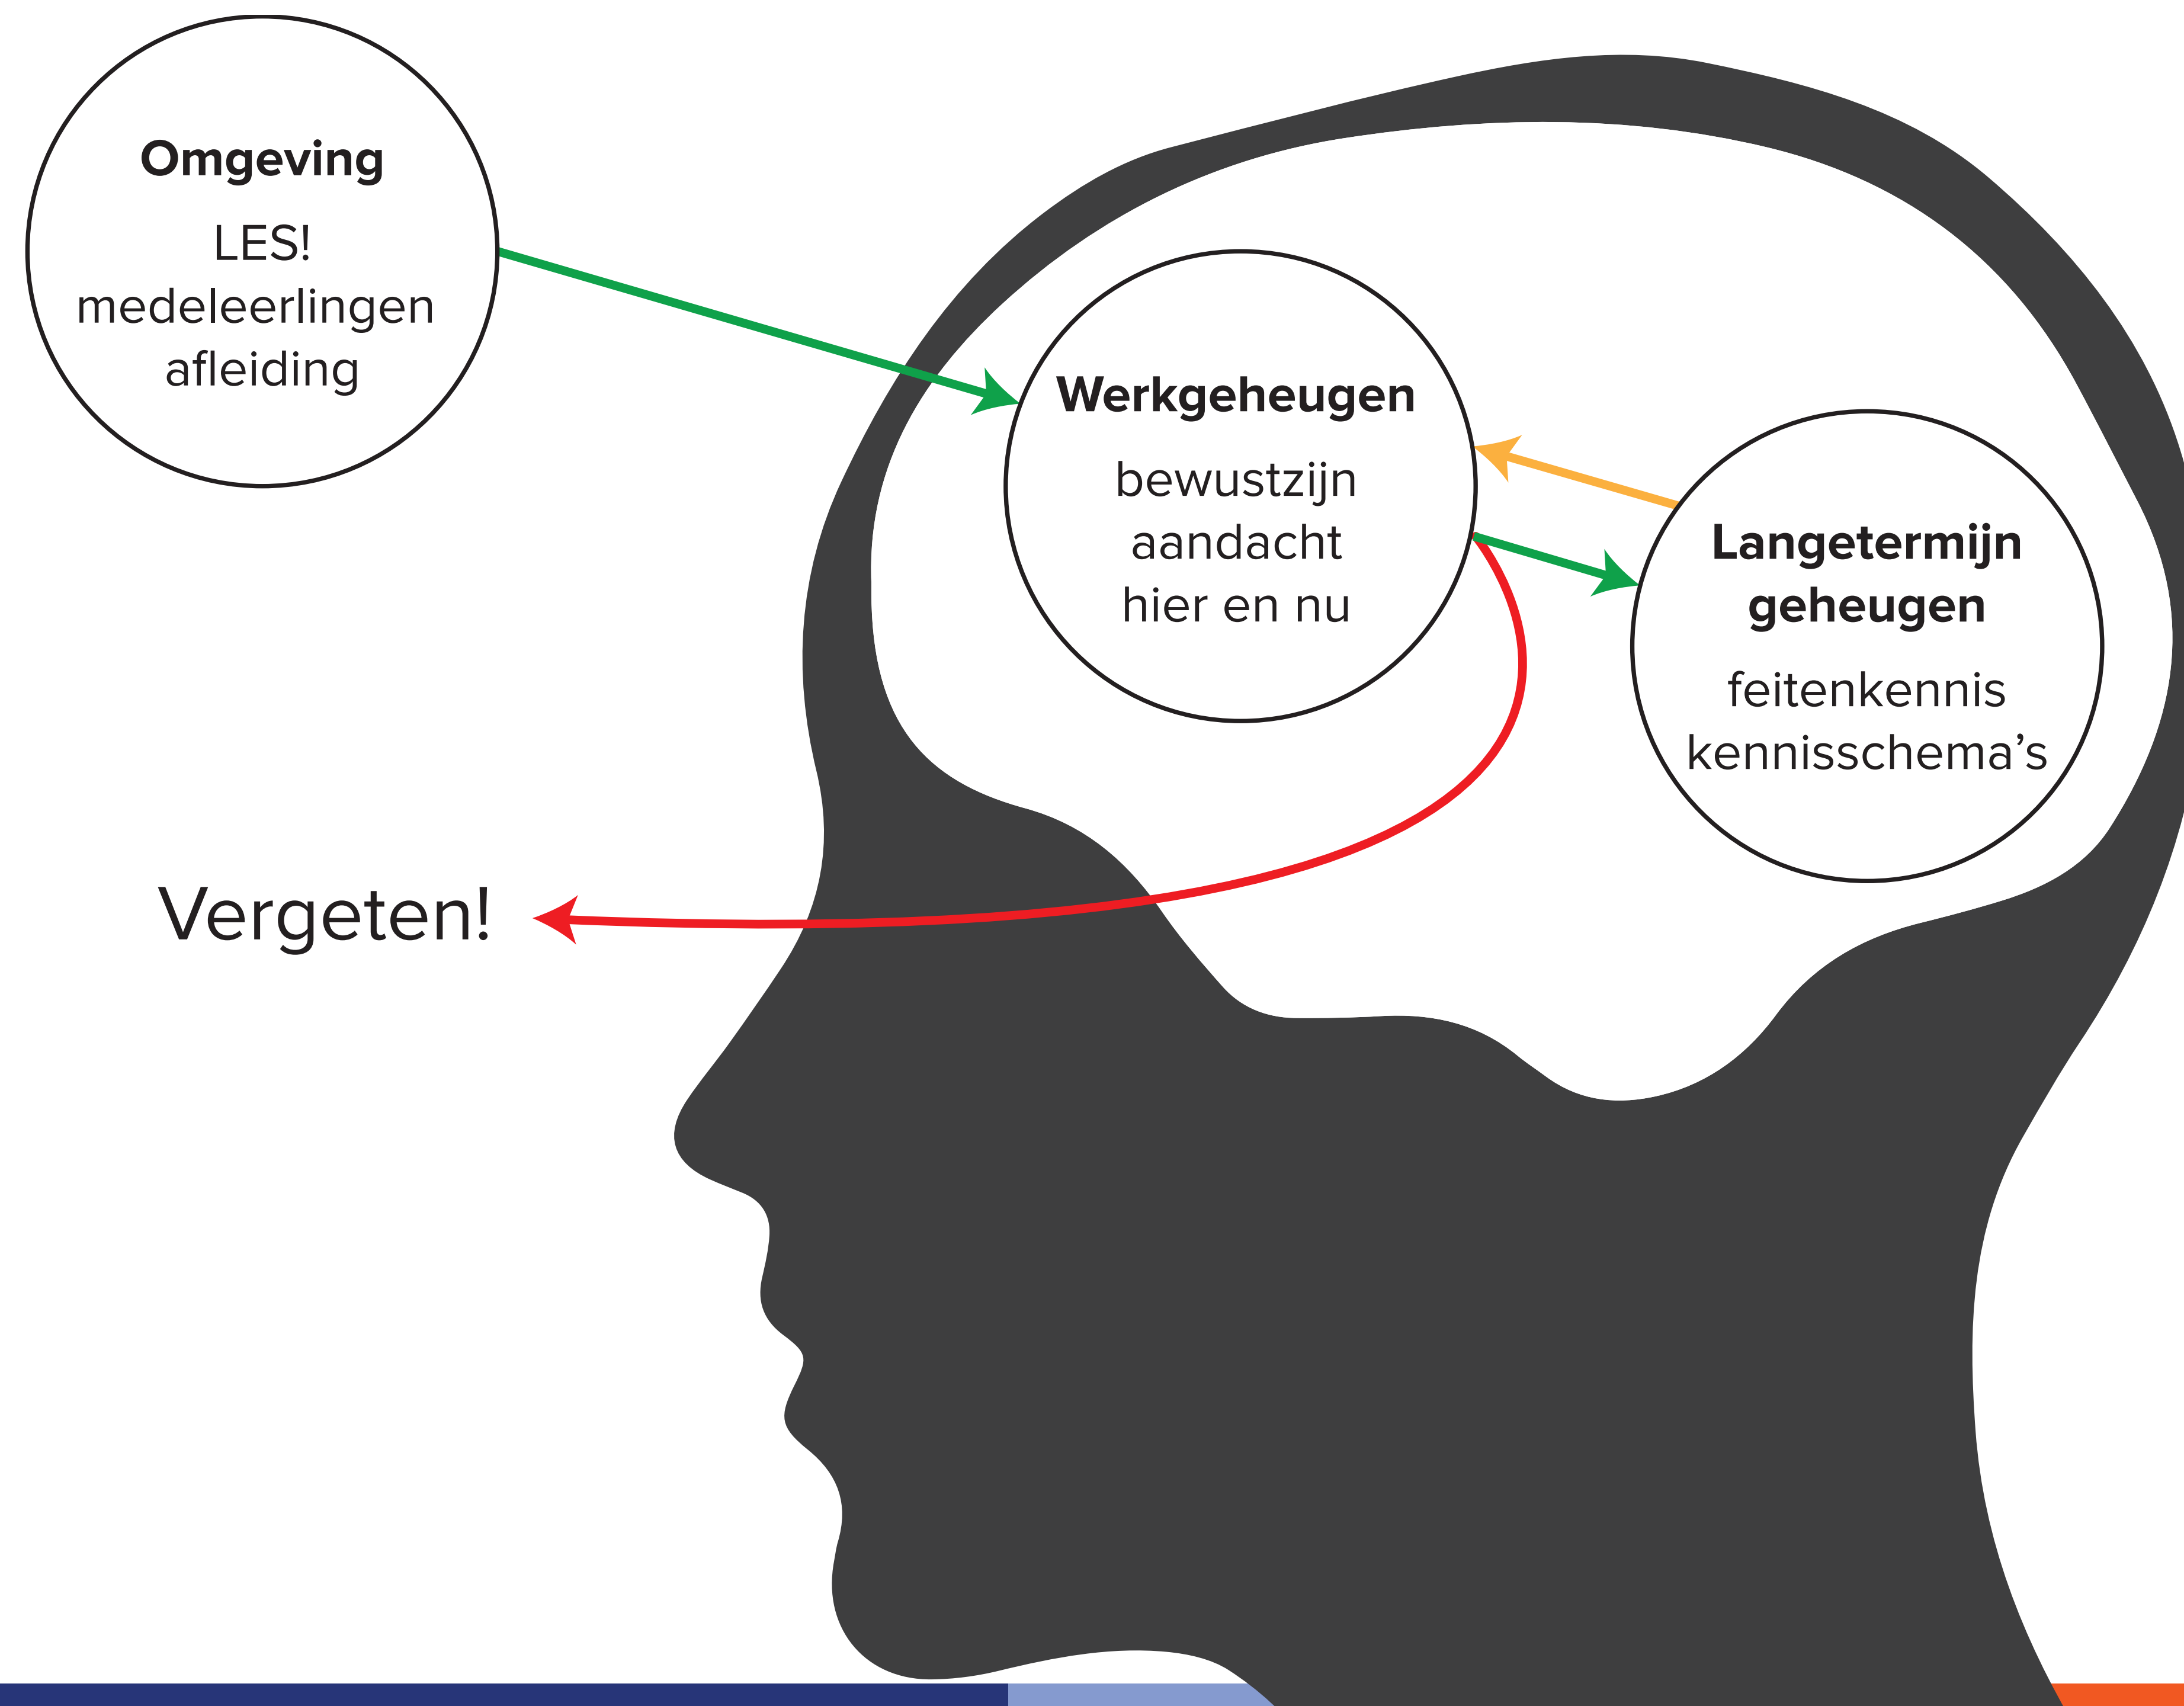 Omgeving
LES!
medeleerlingen
afleiding
Werkgeheugen
bewustzijn
aandacht
hier en nu
Langetermijn
geheugen
feitenkennis
kennisschema’s
Vergeten!